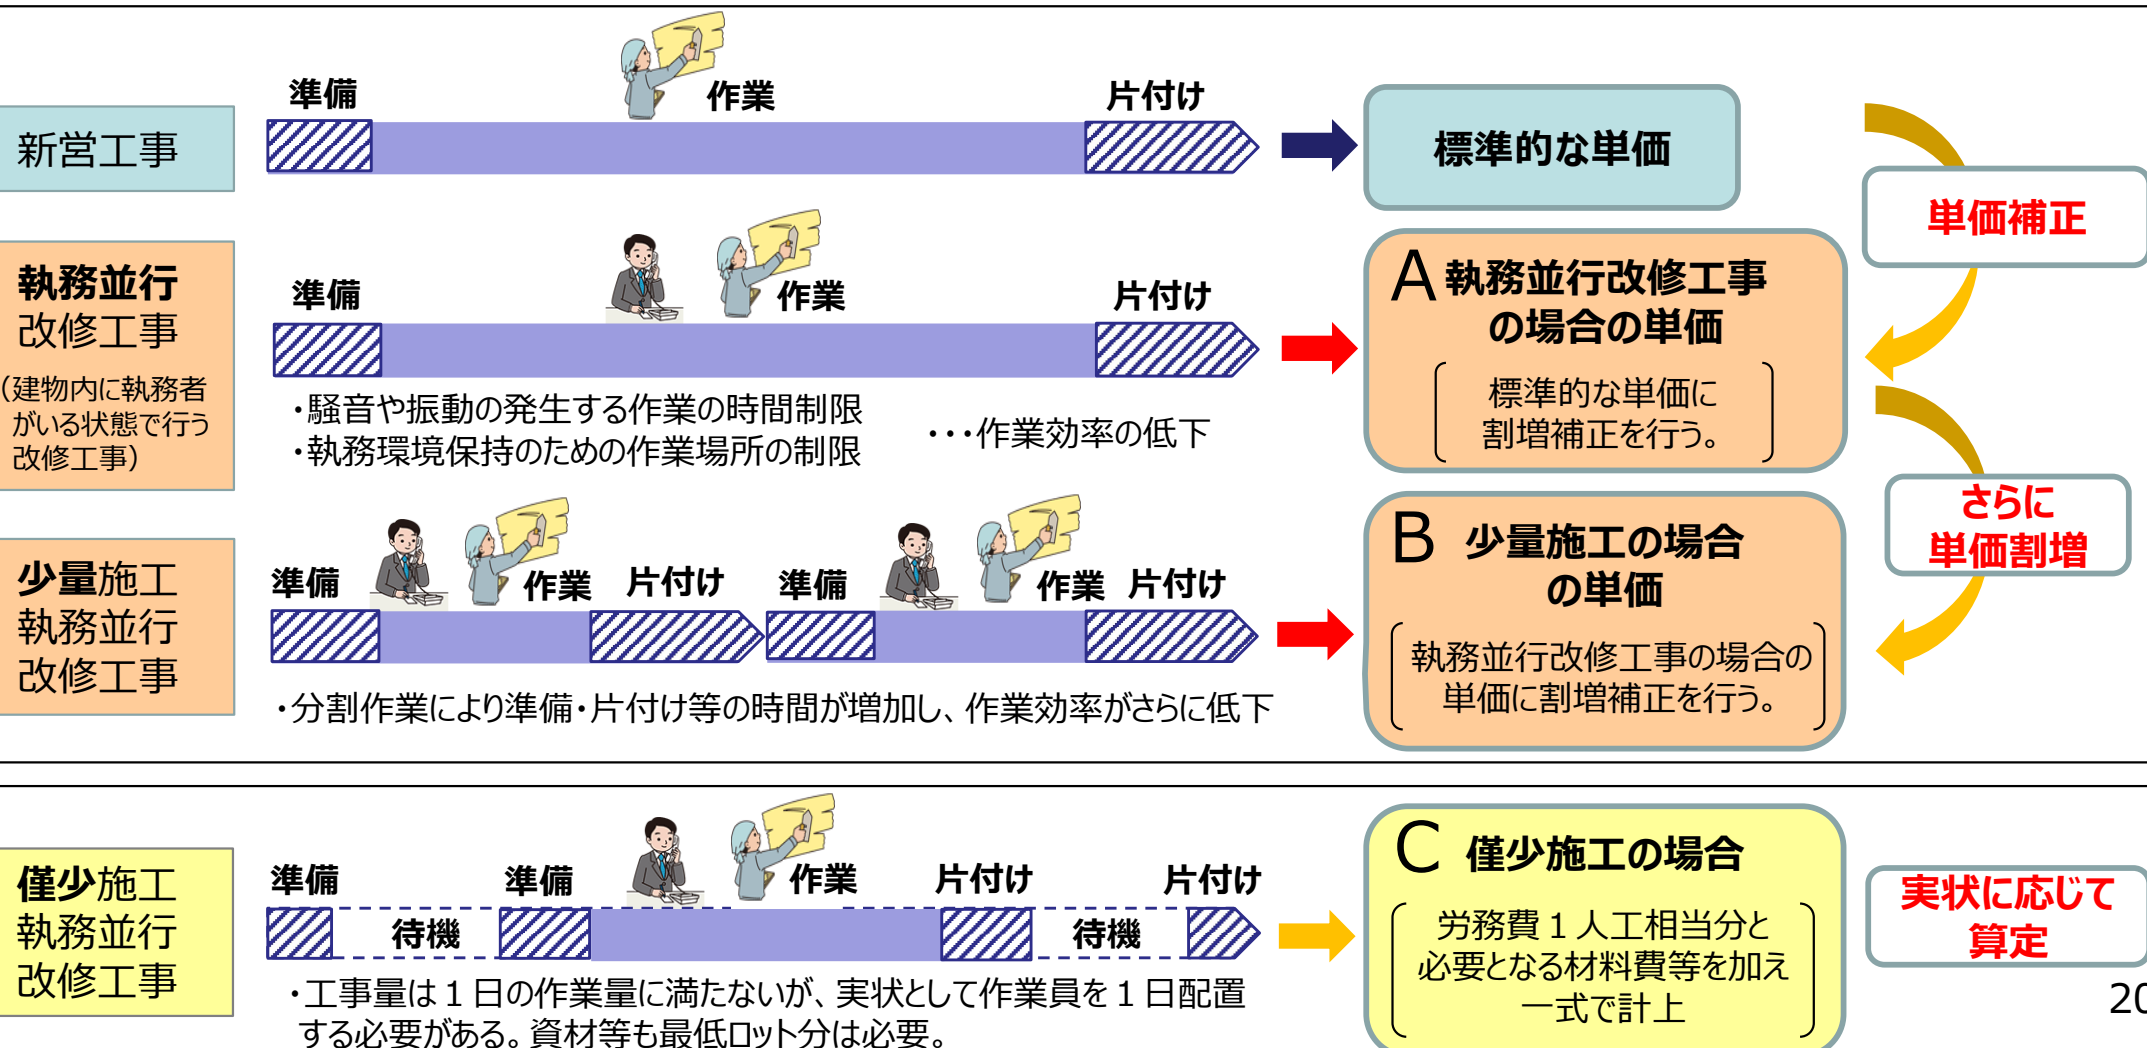 新営工事
準備
作業
片付け
標準的な単価
単価補正
執務並行
改修工事
（建物内に執務者
がいる状態で行う
改修工事）
準備
作業
片付け
・騒音や振動の発生する作業の時間制限
・執務環境保持のための作業場所の制限
・・・作業効率の低下
A 執務並行改修工事
の場合の単価
標準的な単価に
割増補正を行う。
さらに
単価割増
少量施工
執務並行
改修工事
準備
作業
片付け
準備
作業
片付け
・分割作業により準備・片付け等の時間が増加し、作業効率がさらに低下
B 少量施工の場合
の単価
執務並行改修工事の場合の
単価に割増補正を行う。
僅少施工
執務並行
改修工事
準備
待機
準備
作業
片付け
待機
片付け
・工事量は１日の作業量に満たないが、実状として作業員を１日配置
する必要がある。資材等も最低ロット分は必要。
C 僅少施工の場合
労務費１人工相当分と
必要となる材料費等を加え
一式で計上
実状に応じて
算定
20